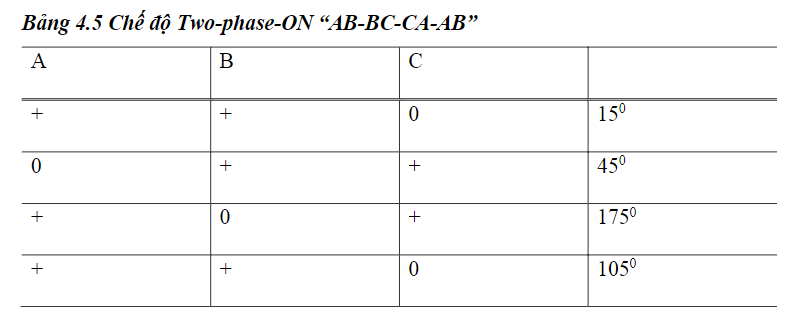 Bảng 4.5 Chế độ Two-phase-ON “AB-BC-CA-AB”
A B C
+ + 0 15⁰
0 + + 45⁰
+ 0 + 175⁰
+ + 0 105⁰